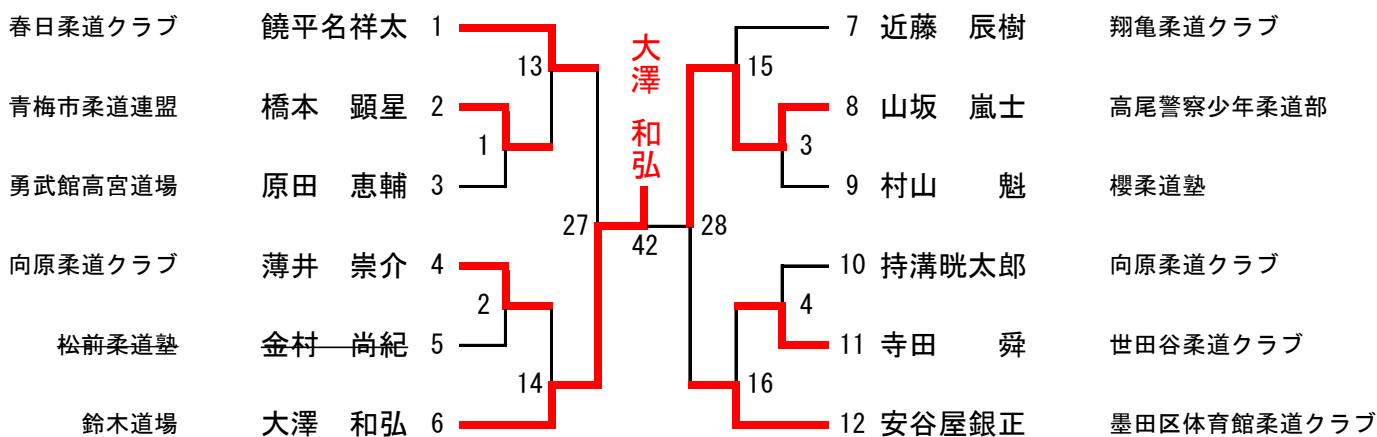 春日柔道クラブ 饒平名祥太 1
青梅市柔道連盟 橋本 顕星 2
勇武館高宮道場 原田 恵輔 3
向原柔道クラブ 薄井 崇介 4
松前柔道塾 金村 尚紀 5
鈴木道場 大澤 和弘 6
13
1
2
14
27
大澤 和弘
42
28
15
3
4
16
7 近藤 辰樹 翔亀柔道クラブ
8 山坂 嵐士 高尾警察少年柔道部
9 村山 魁 櫻柔道塾
10 持溝晄太郎 向原柔道クラブ
11 寺田 舜 世田谷柔道クラブ
12 安谷屋銀正 墨田区体育館柔道クラブ